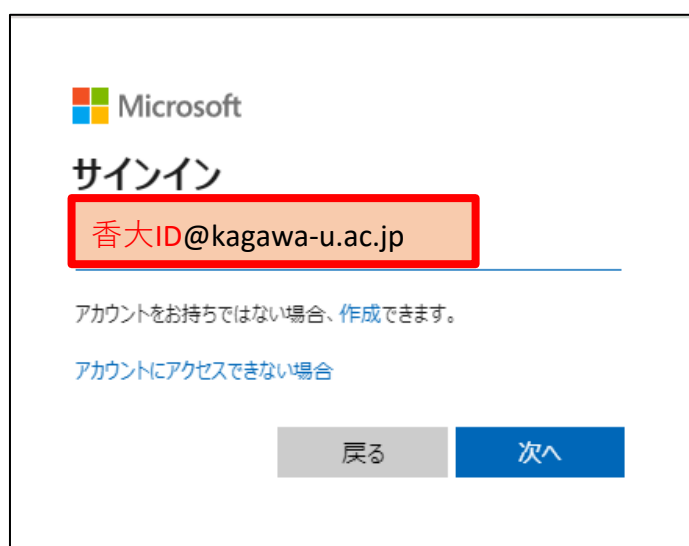 Microsoft
サインイン
香大ID@kagawa-u.ac.jp
アカウントをお持ちではない場合、作成できます。
アカウントにアクセスできない場合
戻る
次へ